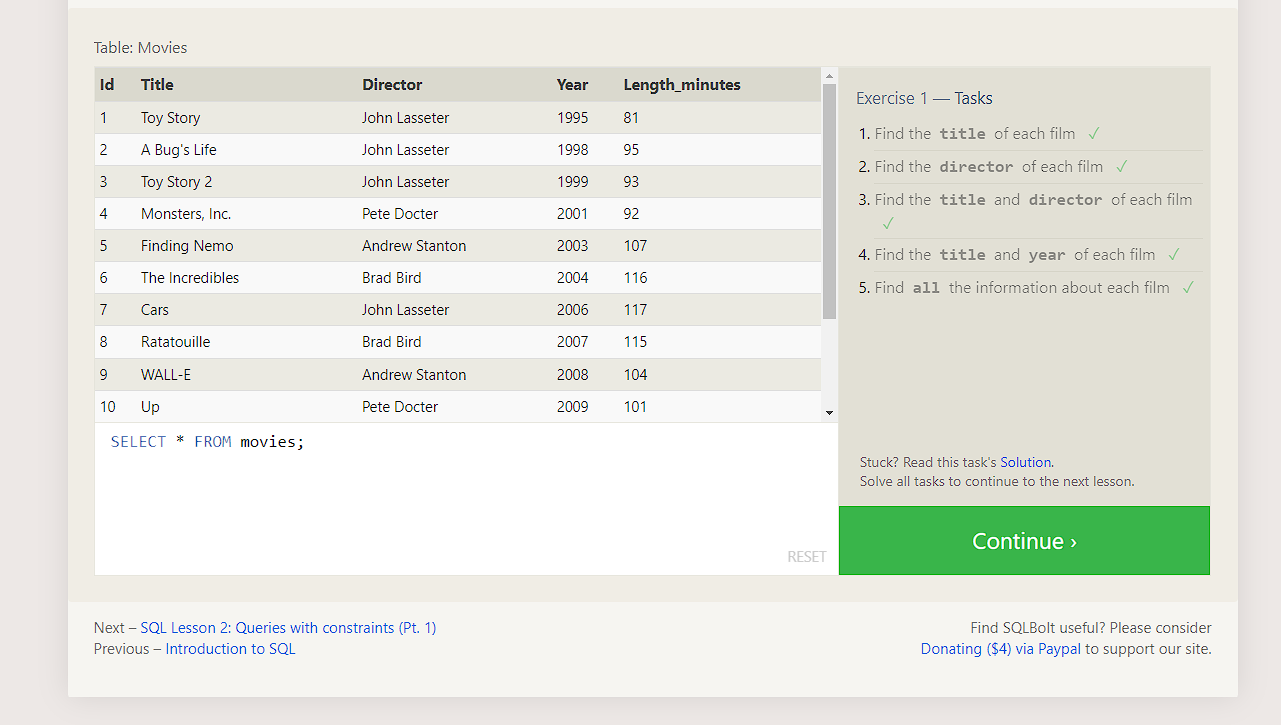 Table: Movies
Id Title Director Year Length_minutes
1 Toy Story John Lasseter 1995 81
2 A Bug's Life John Lasseter 1998 95
3 Toy Story 2 John Lasseter 1999 93
4 Monsters, Inc. Pete Docter 2001 92
5 Finding Nemo Andrew Stanton 2003 107
6 The Incredibles Brad Bird 2004 116
7 Cars John Lasseter 2006 117
8 Ratatouille Brad Bird 2007 115
9 WALL-E Andrew Stanton 2008 104
10 Up Pete Docter 2009 101
SELECT * FROM movies;
RESET
Exercise 1 — Tasks
1. Find the title of each film ✓
2. Find the director of each film ✓
3. Find the title and director of each film
✓
4. Find the title and year of each film ✓
5. Find all the information about each film ✓
Stuck? Read this task's Solution.
Solve all tasks to continue to the next lesson.
Continue ›
Next – SQL Lesson 2: Queries with constraints (Pt. 1)
Previous – Introduction to SQL
Find SQLBolt useful? Please consider
Donating ($4) via Paypal to support our site.